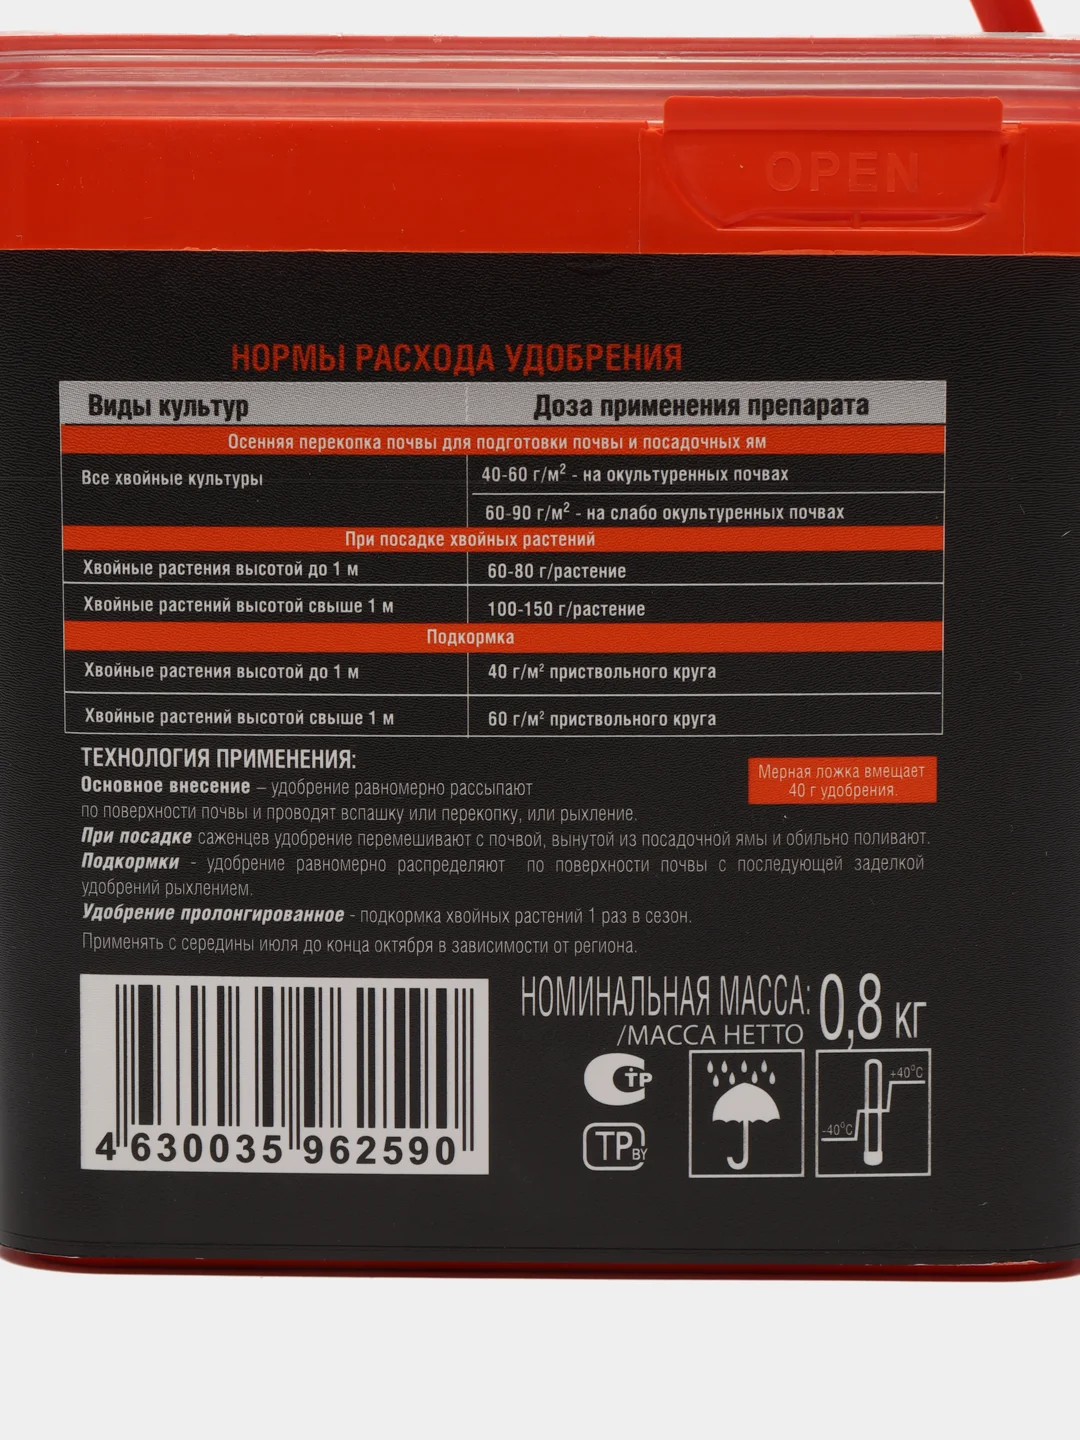 OPEN
НОРМЫ РАСХОДА УДОБРЕНИЯ
Виды культур Доза применения препарата
Осенняя перекопка почвы для подготовки почвы и посадочных ям
Все хвойные культуры 40-60 г/м² - на окультуренных почвах
60-90 г/м² - на слабо окультуренных почвах
При посадке хвойных растений
Хвойные растения высотой до 1 м 60-80 г/растение
Хвойные растений высотой свыше 1 м 100-150 г/растение
Подкормка
Хвойные растения высотой до 1 м 40 г/м² приствольного круга
Хвойные растений высотой свыше 1 м 60 г/м² приствольного круга
ТЕХНОЛОГИЯ ПРИМЕНЕНИЯ:
Основное внесение – удобрение равномерно рассыпают
по поверхности почвы и проводят вспашку или перекопку, или рыхление.
Мерная ложка вмещает
40 г удобрения.
При посадке саженцев удобрение перемешивают с почвой, вынутой из посадочной ямы и обильно поливают.
Подкормки - удобрение равномерно распределяют по поверхности почвы с последующей заделкой
удобрений рыхлением.
Удобрение пролонгированное - подкормка хвойных растений 1 раз в сезон.
Применять с середины июля до конца октября в зависимости от региона.
НОМИНАЛЬНАЯ МАССА: 0,8 кг
/МАССА НЕТТО
ТР
+40°C
-40°C
ТР BY
4 630035 962590